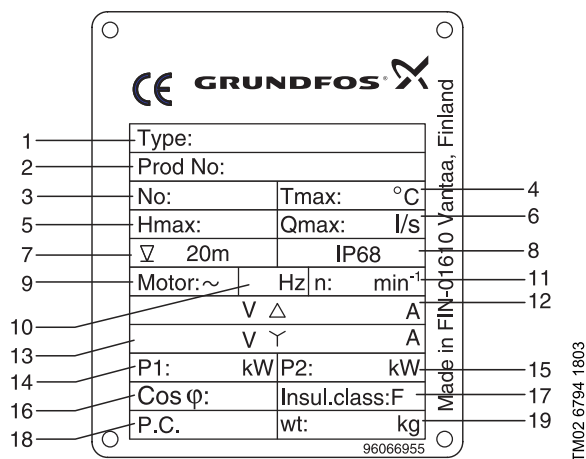 CE GRUNDFOS
1 Type:
2 Prod No:
3 No: Tmax: °C 4
5 Hmax: Qmax: l/s 6
7 20m IP68 8
9 Motor:~ Hz n: min-1 11
10 V △ A 12
13 V Y A
14 P1: kW P2: kW 15
16 Cos φ: Insul.class:F 17
18 P.C. wt: kg 19
96066955
Made in FIN-01610 Vantaa, Finland
TM02 6794 1803